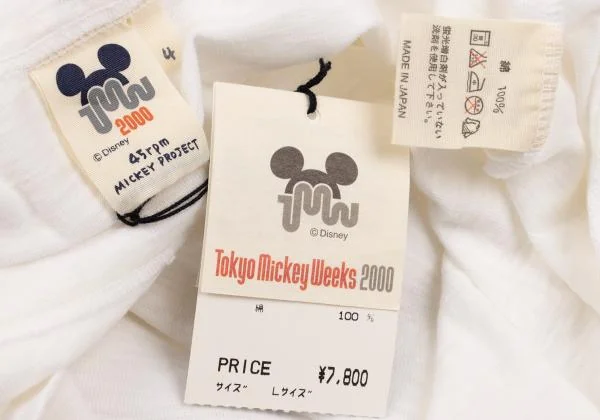 4
TMW
2000
© Disney
45rpm
MICKEY PROJECT
TMW
© Disney
Tokyo Mickey Weeks 2000
綿 100 %
PRICE ¥7,800
サイズ Lサイズ
綿 100%
蛍光増白剤が入っていない
洗剤を使用して下さい。
MADE IN JAPAN